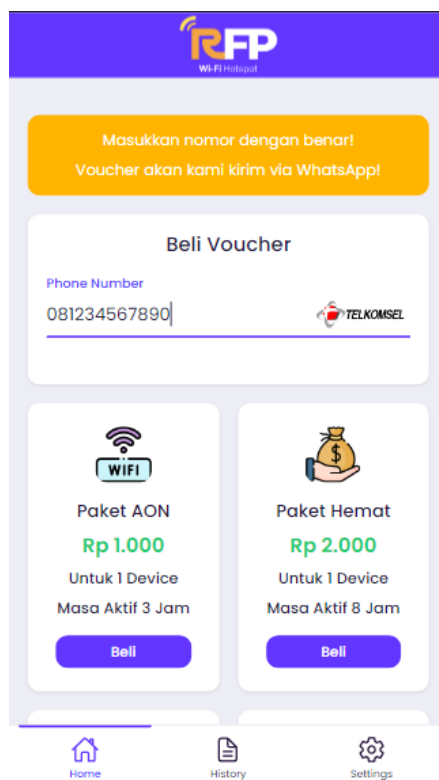 RFP
Wi-Fi Hotspot
Masukkan nomor dengan benar!
Voucher akan kami kirim via WhatsApp!
Beli Voucher
Phone Number
081234567890
TELKOMSEL
WIFI
Paket AON
Rp 1.000
Untuk 1 Device
Masa Aktif 3 Jam
Beli
$
Paket Hemat
Rp 2.000
Untuk 1 Device
Masa Aktif 8 Jam
Beli
Home
History
Settings